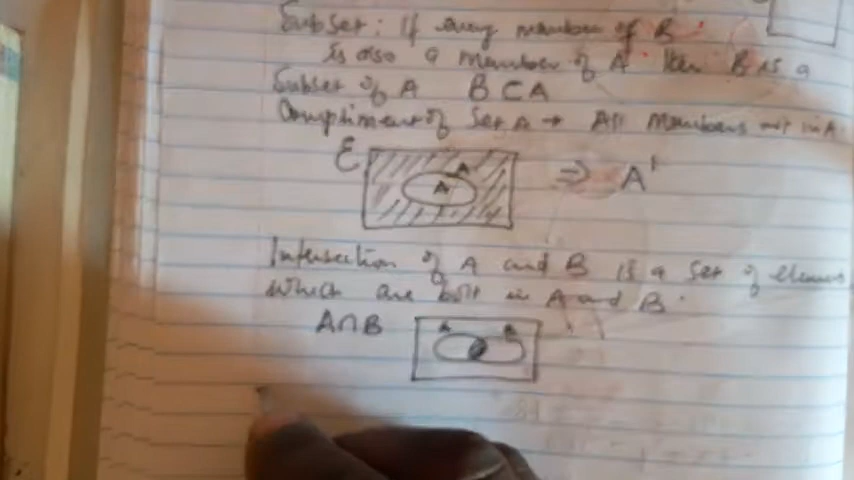 Subset: If every member of B
is also a member of A then B is a
Subset of A B ⊂ A
Compliment of Set A → All Members not in A
ℰ A A ⇒ A'
Intersection of A and B is a set of elemens
which are both in A and B.
A∩B A B